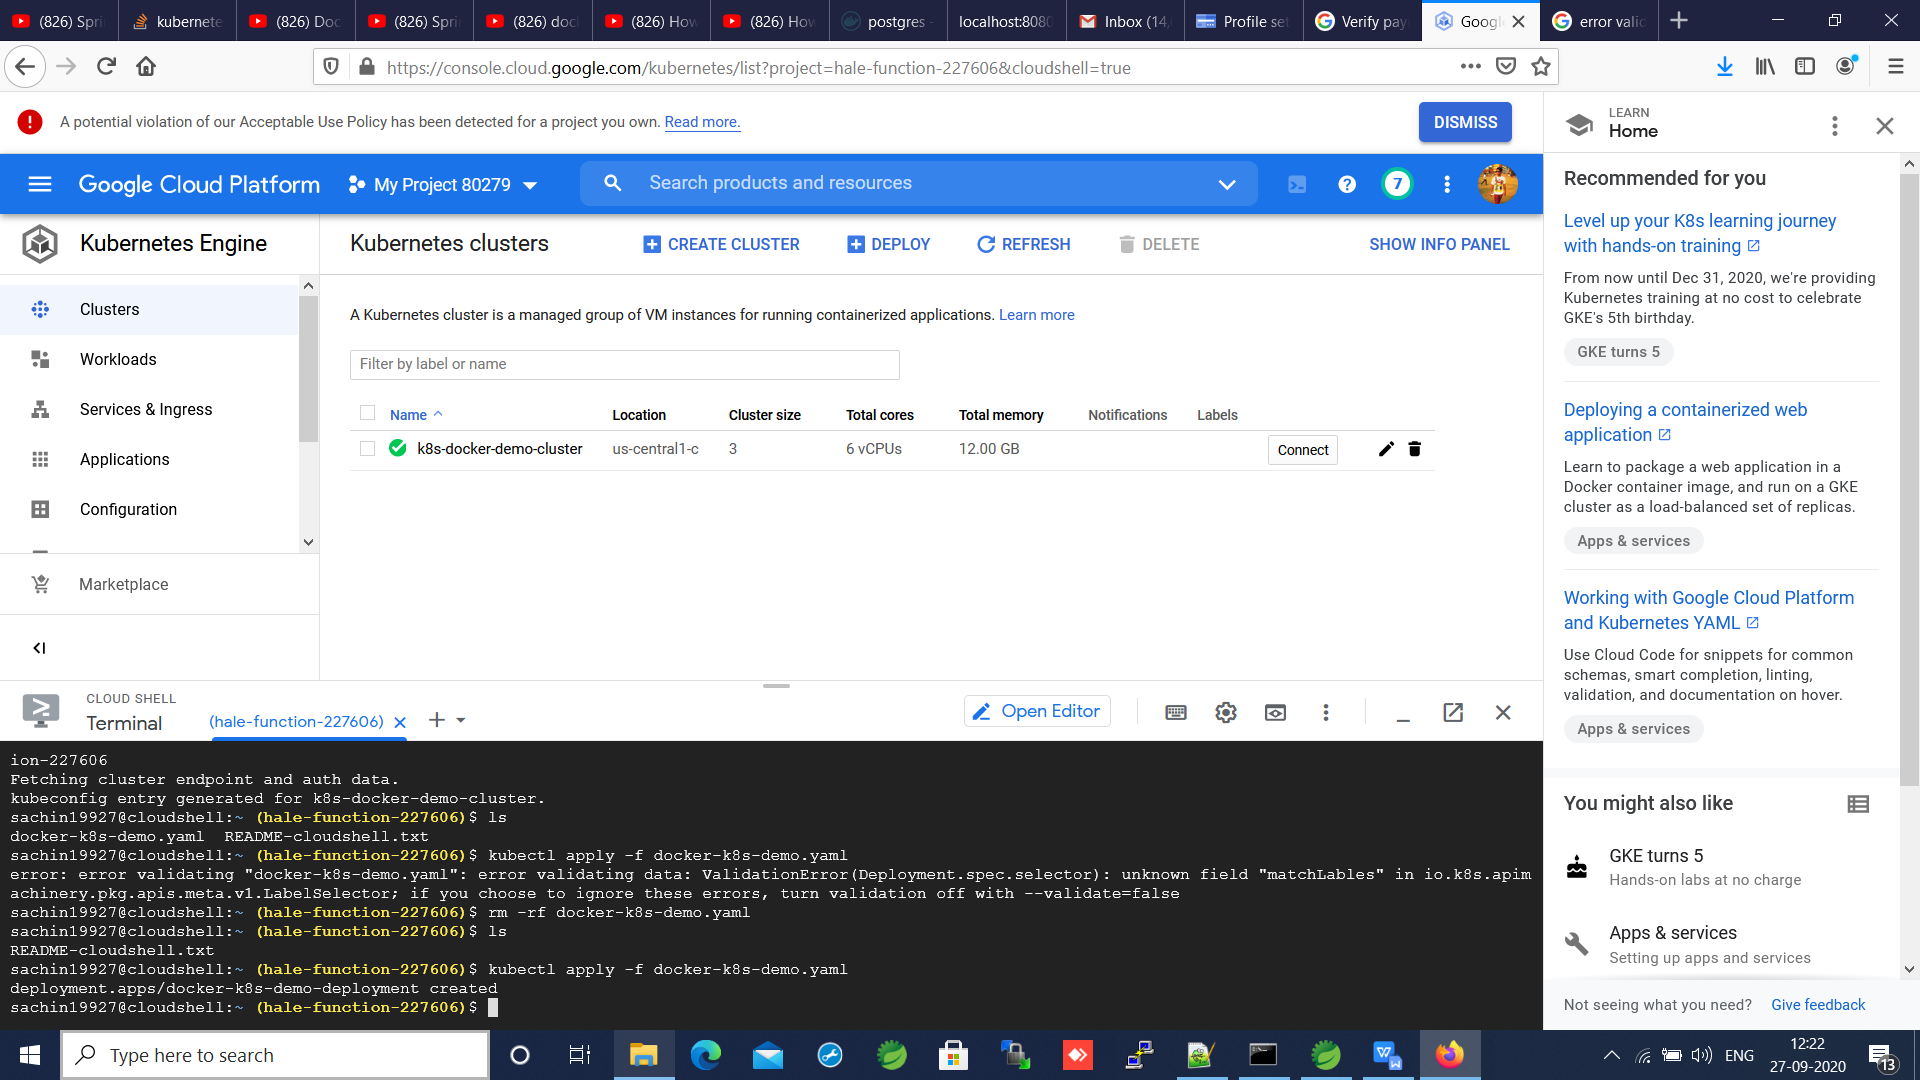 (826) Spri
kubernete
(826) Doc
(826) Spri
(826) doc
(826) How
(826) How
postgres -
localhost:8080
Inbox (14,
Profile set
Verify pay
Googl
error valid
https://console.cloud.google.com/kubernetes/list?project=hale-function-227606&cloudshell=true
A potential violation of our Acceptable Use Policy has been detected for a project you own. Read more.
DISMISS
Google Cloud Platform
My Project 80279
Search products and resources
7
Kubernetes Engine
Kubernetes clusters
CREATE CLUSTER
DEPLOY
REFRESH
DELETE
SHOW INFO PANEL
Clusters
Workloads
Services & Ingress
Applications
Configuration
Marketplace
A Kubernetes cluster is a managed group of VM instances for running containerized applications. Learn more
Filter by label or name
Name Location Cluster size Total cores Total memory Notifications Labels
k8s-docker-demo-cluster us-central1-c 3 6 vCPUs 12.00 GB Connect
LEARN
Home
Recommended for you
Level up your K8s learning journey
with hands-on training
From now until Dec 31, 2020, we're providing
Kubernetes training at no cost to celebrate
GKE's 5th birthday.
GKE turns 5
Deploying a containerized web
application
Learn to package a web application in a
Docker container image, and run on a GKE
cluster as a load-balanced set of replicas.
Apps & services
Working with Google Cloud Platform
and Kubernetes YAML
Use Cloud Code for snippets for common
schemas, smart completion, linting,
validation, and documentation on hover.
Apps & services
You might also like
GKE turns 5
Hands-on labs at no charge
Apps & services
Setting up apps and services
Not seeing what you need? Give feedback
CLOUD SHELL
Terminal
(hale-function-227606)
Open Editor
ion-227606
Fetching cluster endpoint and auth data.
kubeconfig entry generated for k8s-docker-demo-cluster.
sachin19927@cloudshell:~ (hale-function-227606)$ ls
docker-k8s-demo.yaml  README-cloudshell.txt
sachin19927@cloudshell:~ (hale-function-227606)$ kubectl apply -f docker-k8s-demo.yaml
error: error validating "docker-k8s-demo.yaml": error validating data: ValidationError(Deployment.spec.selector): unknown field "matchLables" in io.k8s.apim
achinery.pkg.apis.meta.v1.LabelSelector; if you choose to ignore these errors, turn validation off with --validate=false
sachin19927@cloudshell:~ (hale-function-227606)$ rm -rf docker-k8s-demo.yaml
sachin19927@cloudshell:~ (hale-function-227606)$ ls
README-cloudshell.txt
sachin19927@cloudshell:~ (hale-function-227606)$ kubectl apply -f docker-k8s-demo.yaml
deployment.apps/docker-k8s-demo-deployment created
sachin19927@cloudshell:~ (hale-function-227606)$
Type here to search
ENG
12:22
27-09-2020
13